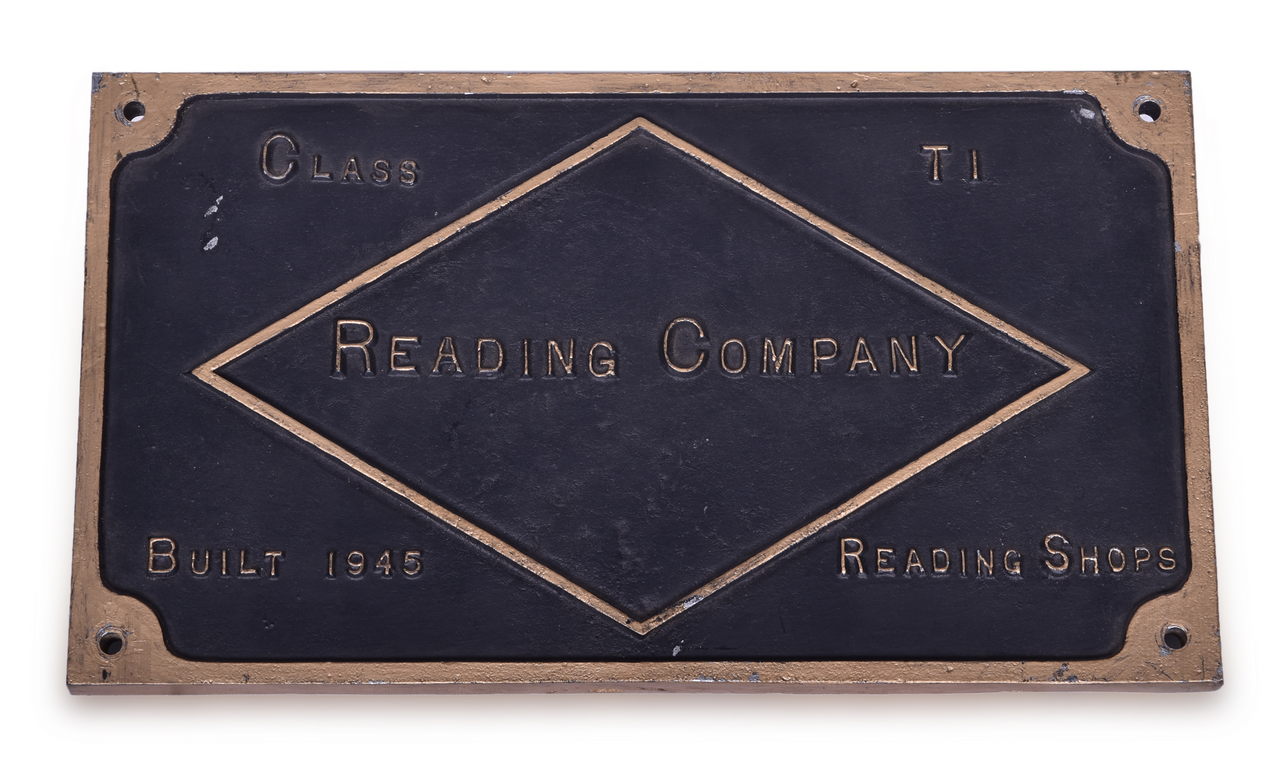 CLASS T1
READING COMPANY
BUILT 1945 READING SHOPS